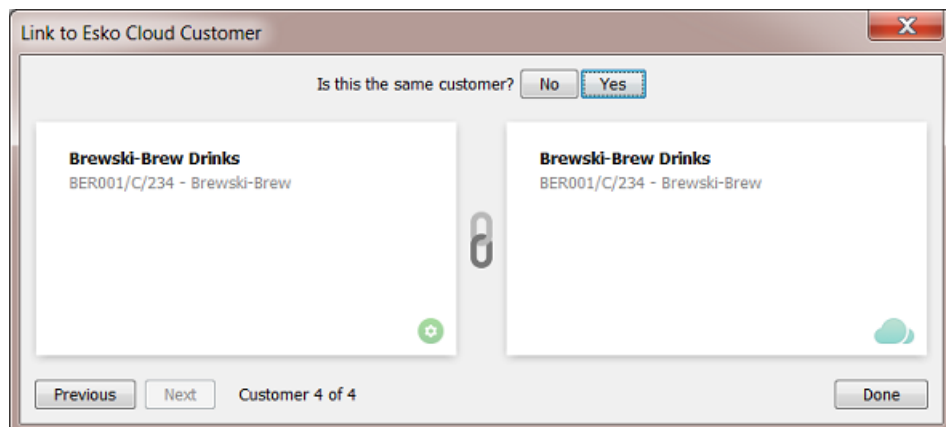 Link to Esko Cloud Customer
Is this the same customer? No Yes
Brewski-Brew Drinks
BER001/C/234 - Brewski-Brew
Brewski-Brew Drinks
BER001/C/234 - Brewski-Brew
Previous Next Customer 4 of 4 Done